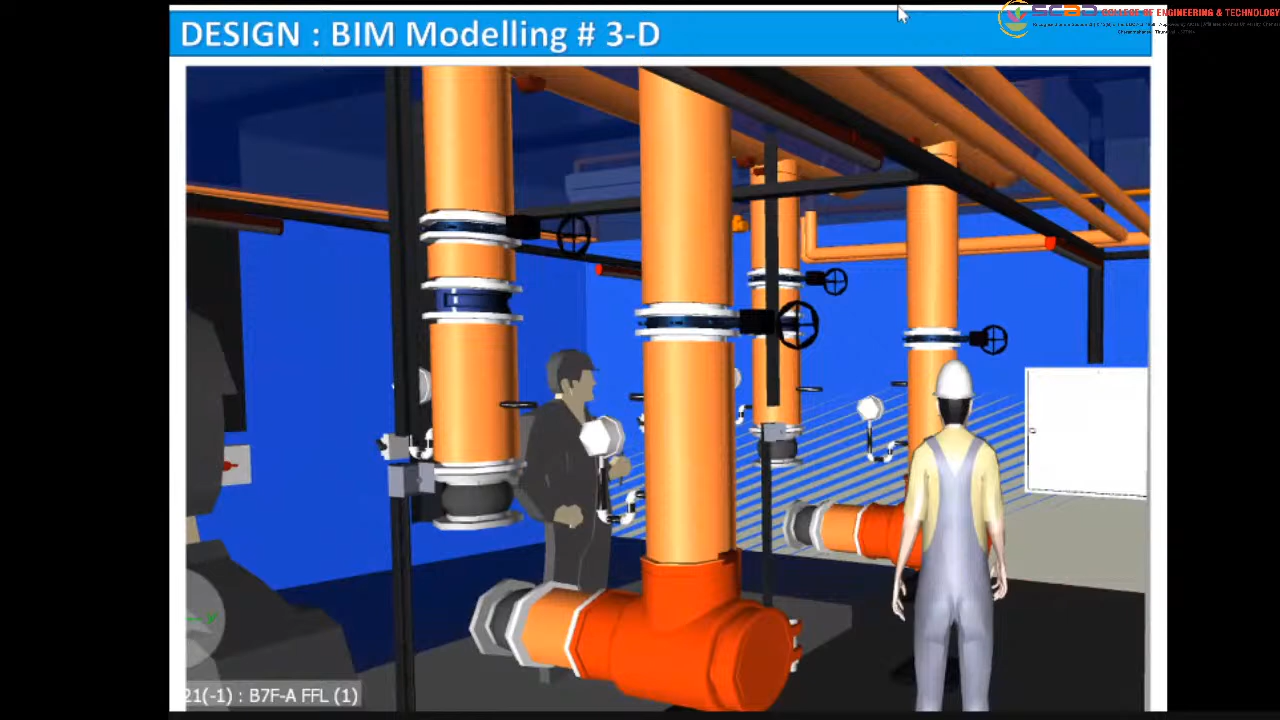 DESIGN : BIM Modelling # 3-D
COLLEGE OF ENGINEERING & TECHNOLOGY
21(-1) : B7F-A FFL (1)